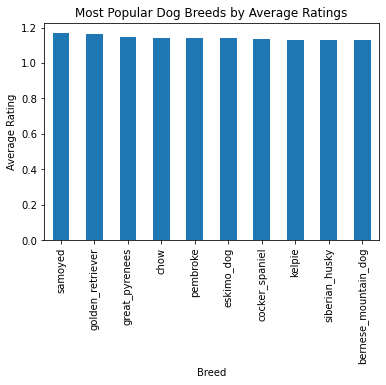 Most Popular Dog Breeds by Average Ratings
Average Rating
1.2
1.0
0.8
0.6
0.4
0.2
0.0
samoyed
golden_retriever
great_pyrenees
chow
pembroke
eskimo_dog
cocker_spaniel
kelpie
siberian_husky
bernese_mountain_dog
Breed